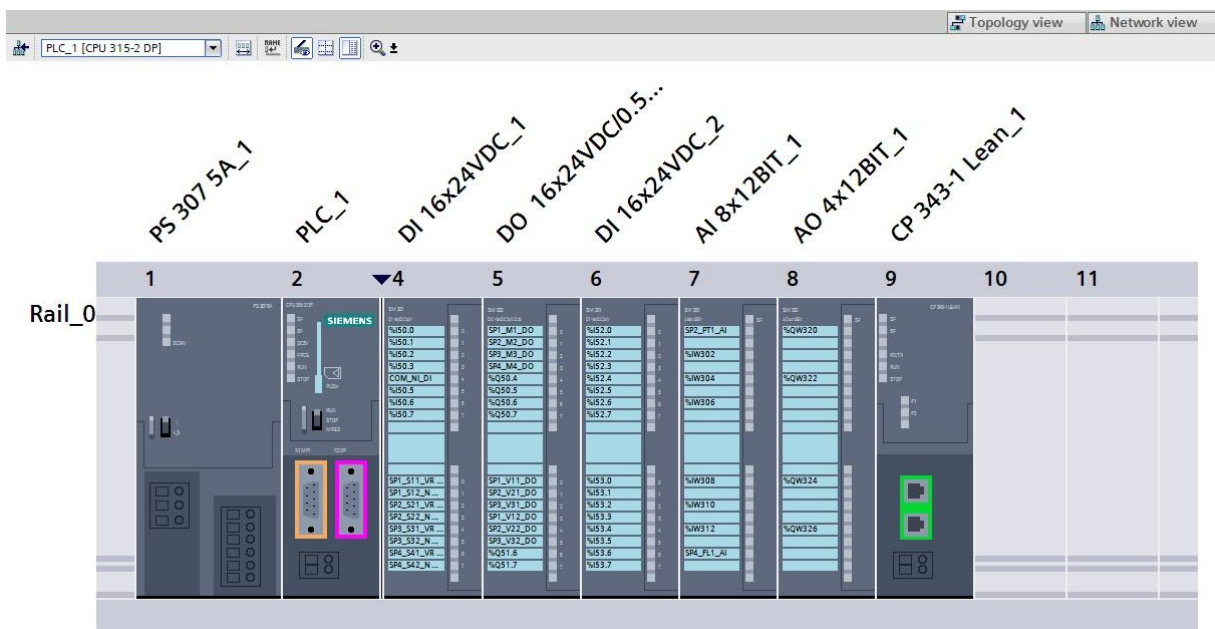 Topology view
Network view
PLC_1 [CPU 315-2 DP]
PS 307 5A_1
PLC_1
DI 16x24VDC_1
DO 16x24VDC/0.5...
DI 16x24VDC_2
AI 8x12BIT_1
AO 4x12BIT_1
CP 343-1 Lean_1
1
2
4
5
6
7
8
9
10
11
Rail_0
SIEMENS
PUSH
RUN
STOP
MRES
%I50.0
%I50.1
%I50.2
%I50.3
COM_NI_DI
%I50.5
%I50.6
%I50.7
SP1_S11_VR ...
SP1_S12_N ...
SP2_S21_VR ...
SP2_S22_N ...
SP3_S31_VR ...
SP3_S32_N ...
SP4_S41_VR ...
SP4_S42_N ...
SP1_M1_DO
SP2_M2_DO
SP3_M3_DO
SP4_M4_DO
%Q50.4
%Q50.5
%Q50.6
%Q50.7
SP1_V11_DO
SP2_V21_DO
SP3_V31_DO
SP1_V12_DO
SP2_V22_DO
SP3_V32_DO
%Q51.6
%Q51.7
%I52.0
%I52.1
%I52.2
%I52.3
%I52.4
%I52.5
%I52.6
%I52.7
%I53.0
%I53.1
%I53.2
%I53.3
%I53.4
%I53.5
%I53.6
%I53.7
SP2_PT1_AI
%IW302
%IW304
%IW306
%IW308
%IW310
%IW312
SP4_FL1_AI
%QW320
%QW322
%QW324
%QW326